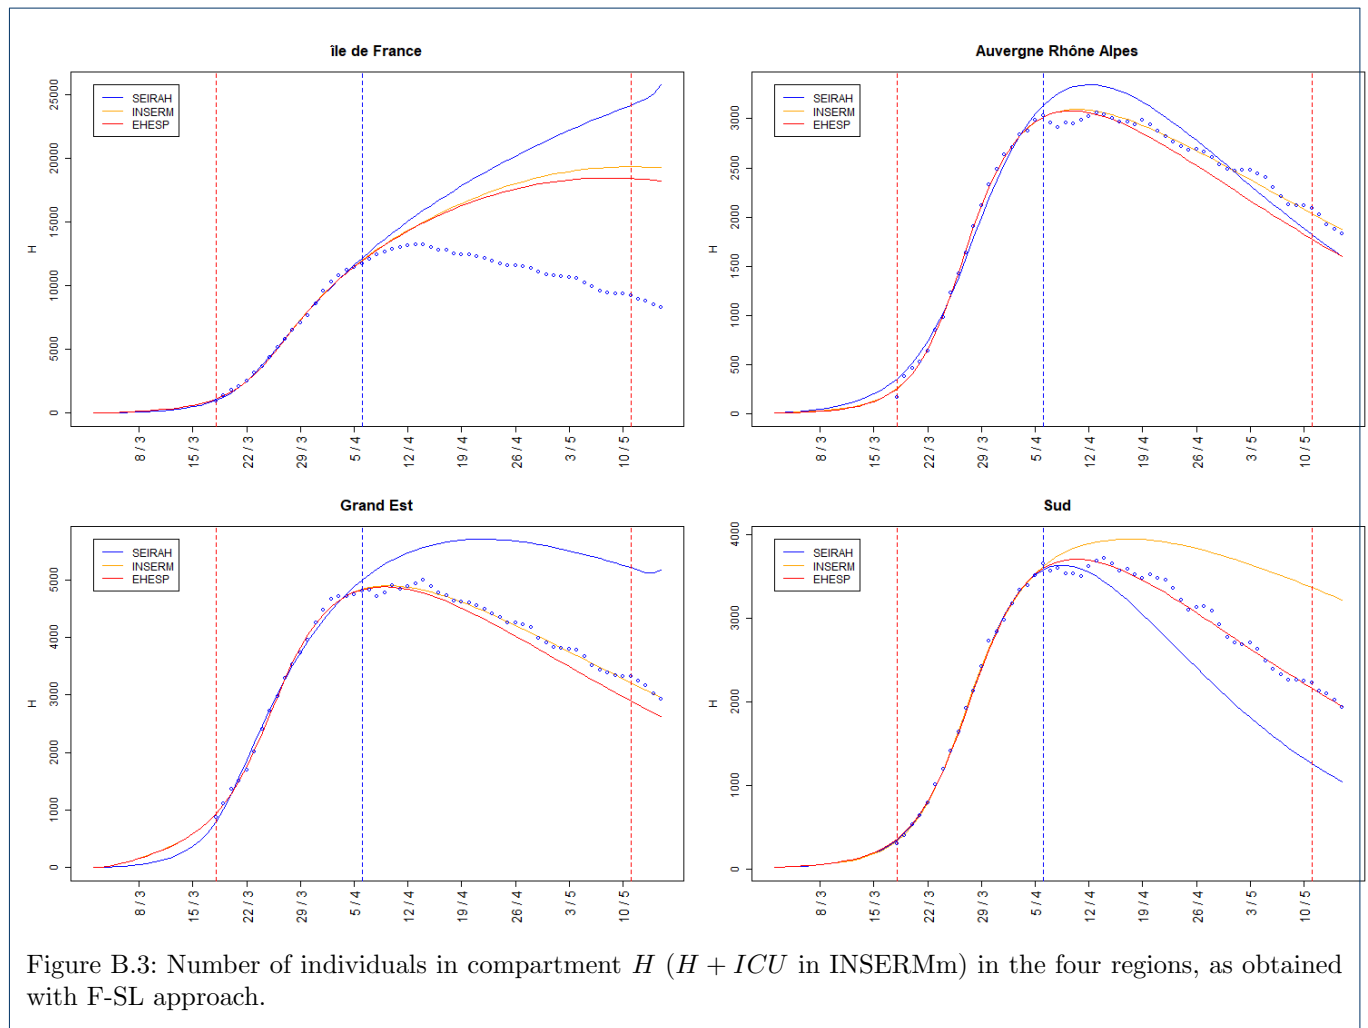 île de France
SEIRAH
INSERM
EHESP
H
0
5000
10000
15000
20000
25000
8 / 3
15 / 3
22 / 3
29 / 3
5 / 4
12 / 4
19 / 4
26 / 4
3 / 5
10 / 5
Auvergne Rhône Alpes
SEIRAH
INSERM
EHESP
H
0
500
1000
1500
2000
2500
3000
8 / 3
15 / 3
22 / 3
29 / 3
5 / 4
12 / 4
19 / 4
26 / 4
3 / 5
10 / 5
Grand Est
SEIRAH
INSERM
EHESP
H
0
1000
2000
3000
4000
5000
8 / 3
15 / 3
22 / 3
29 / 3
5 / 4
12 / 4
19 / 4
26 / 4
3 / 5
10 / 5
Sud
SEIRAH
INSERM
EHESP
H
0
1000
2000
3000
4000
8 / 3
15 / 3
22 / 3
29 / 3
5 / 4
12 / 4
19 / 4
26 / 4
3 / 5
10 / 5
Figure B.3: Number of individuals in compartment H (H + ICU in INSERMm) in the four regions, as obtained
with F-SL approach.